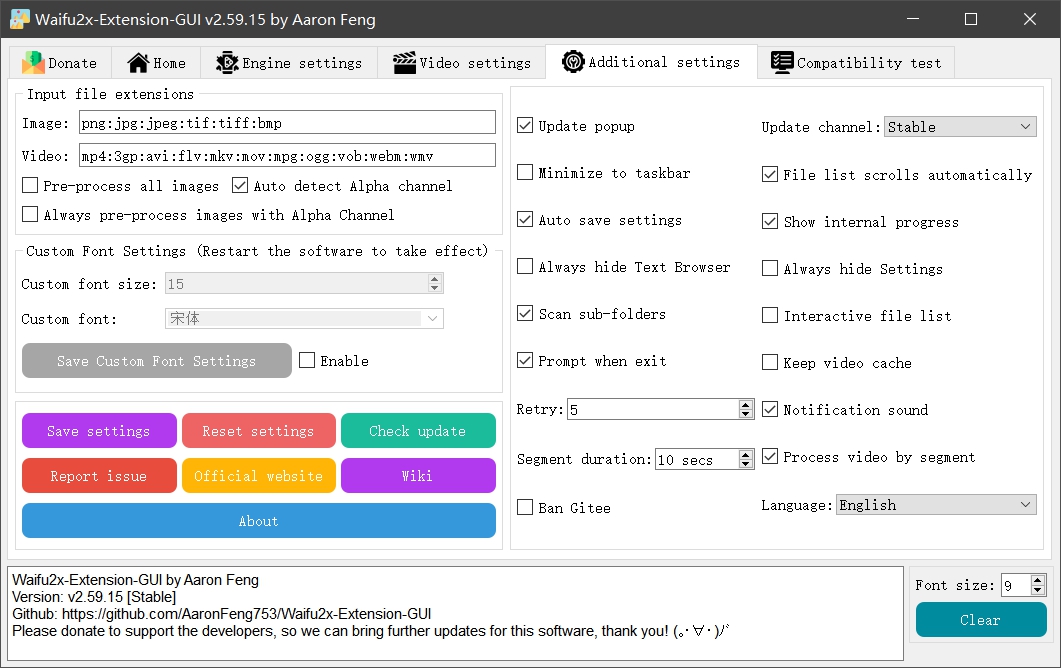 Waifu2x-Extension-GUI v2.59.15 by Aaron Feng
Donate
Home
Engine settings
Video settings
Additional settings
Compatibility test
Input file extensions
Image: png:jpg:jpeg:tif:tiff:bmp
Video: mp4:3gp:avi:flv:mkv:mov:mpg:ogg:vob:webm:wmv
Pre-process all images
Auto detect Alpha channel
Always pre-process images with Alpha Channel
Custom Font Settings (Restart the software to take effect)
Custom font size: 15
Custom font: 宋体
Save Custom Font Settings
Enable
Save settings
Reset settings
Check update
Report issue
Official website
Wiki
About
Update popup
Update channel: Stable
Minimize to taskbar
File list scrolls automatically
Auto save settings
Show internal progress
Always hide Text Browser
Always hide Settings
Scan sub-folders
Interactive file list
Prompt when exit
Keep video cache
Retry: 5
Notification sound
Segment duration: 10 secs
Process video by segment
Ban Gitee
Language: English
Waifu2x-Extension-GUI by Aaron Feng
Version: v2.59.15 [Stable]
Github: https://github.com/AaronFeng753/Waifu2x-Extension-GUI
Please donate to support the developers, so we can bring further updates for this software, thank you! (｡･∀･)ﾉﾞ
Font size: 9
Clear